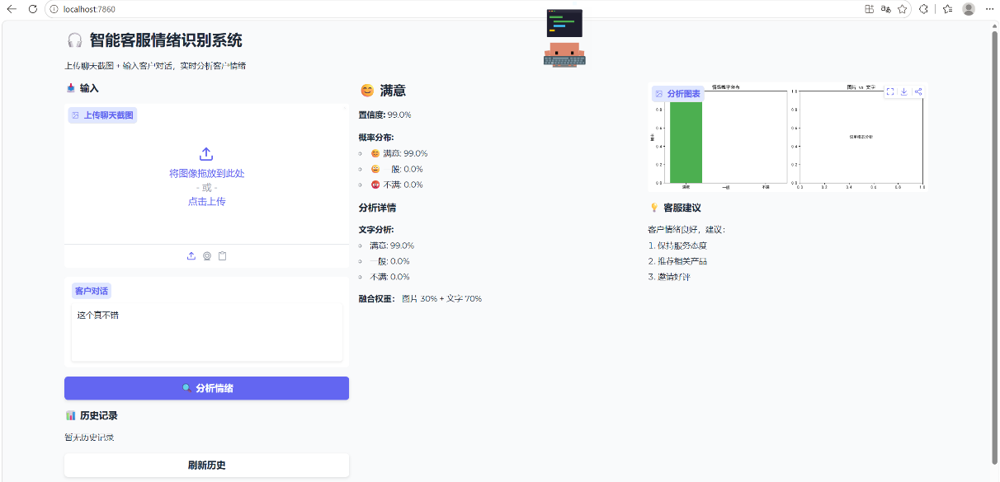 localhost:7860
智能客服情绪识别系统
上传聊天截图 + 输入客户对话，实时分析客户情绪
输入
上传聊天截图
将图像拖放到此处
- 或 -
点击上传
客户对话
这个真不错
分析情绪
历史记录
暂无历史记录
刷新历史
满意
置信度: 99.0%
概率分布:
满意: 99.0%
一般: 0.0%
不满: 0.0%
分析详情
文字分析:
满意: 99.0%
一般: 0.0%
不满: 0.0%
融合权重： 图片 30% + 文字 70%
分析图表
情绪概率分布
0.8
0.6
0.4
0.2
0.0
满意
一般
不满
图片 vs 文字
1.0
0.8
0.6
0.4
0.2
0.0
0.0
0.2
0.4
0.6
0.8
1.0
客服建议
客户情绪良好，建议：
1. 保持服务态度
2. 推荐相关产品
3. 邀请好评